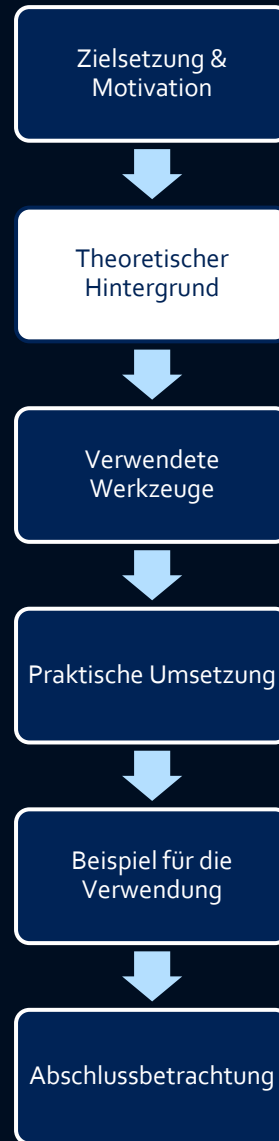 Zielsetzung &
Motivation
Theoretischer
Hintergrund
Verwendete
Werkzeuge
Praktische Umsetzung
Beispiel für die
Verwendung
Abschlussbetrachtung